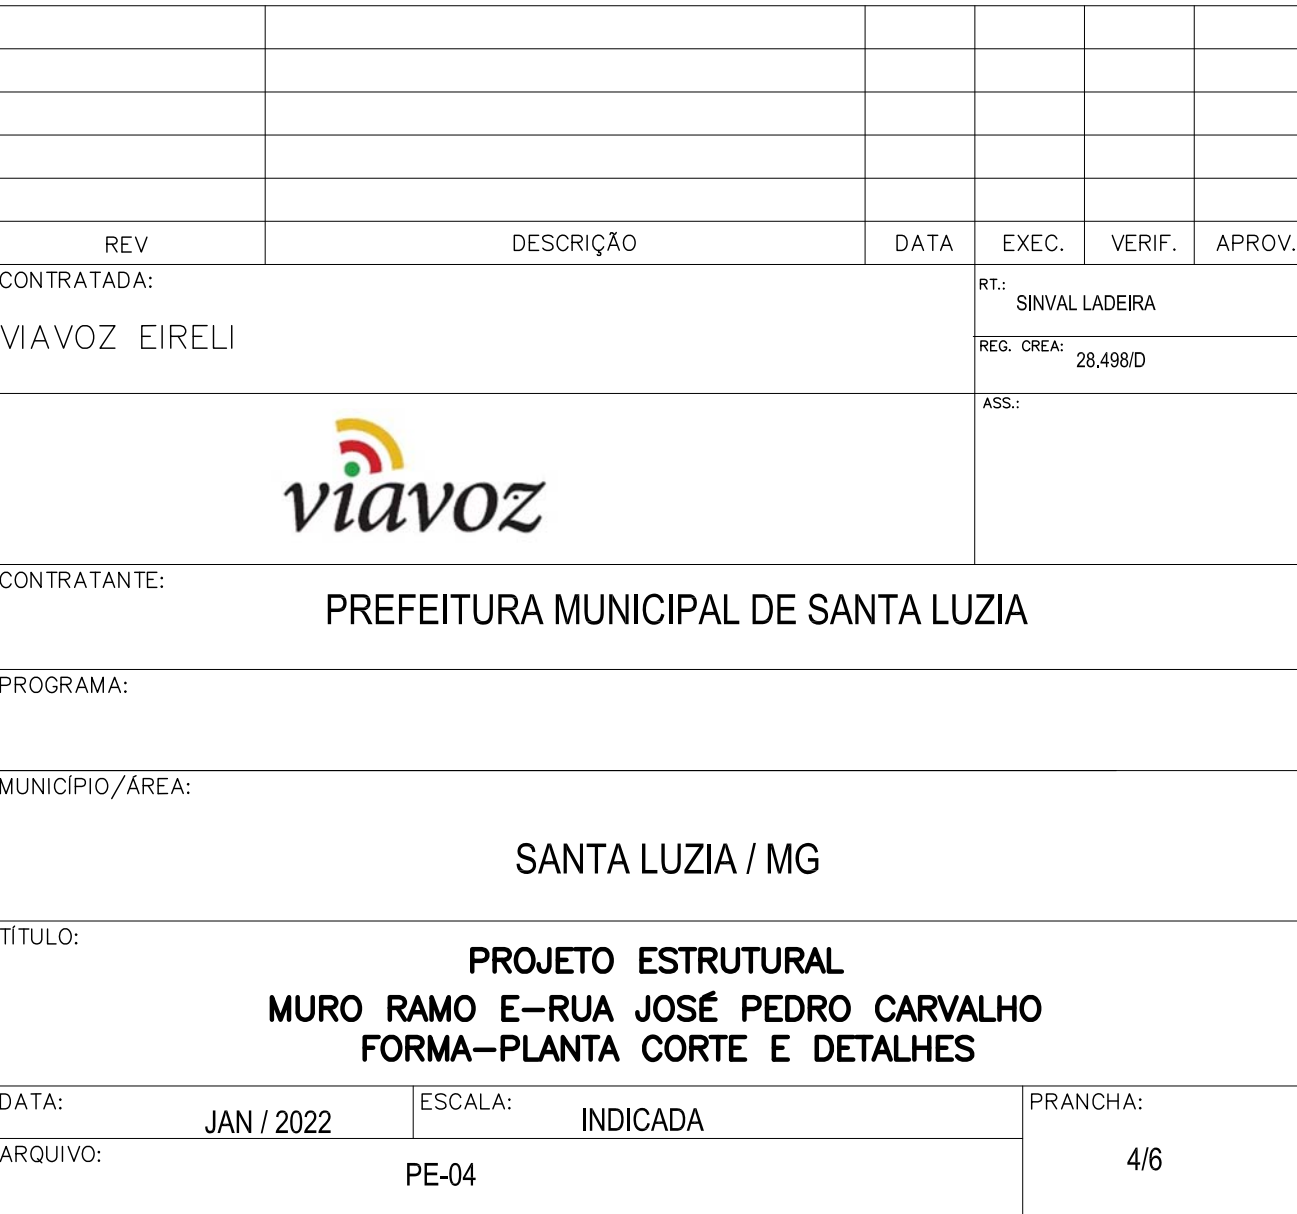 REV DESCRIÇÃO DATA EXEC. VERIF. APROV.
CONTRATADA:
VIAVOZ EIRELI
RT.:
SINVAL LADEIRA
REG. CREA: 28.498/D
viavoz
ASS.:
CONTRATANTE:
PREFEITURA MUNICIPAL DE SANTA LUZIA
PROGRAMA:
MUNICÍPIO/ÁREA:
SANTA LUZIA / MG
TÍTULO:
PROJETO ESTRUTURAL
MURO RAMO E-RUA JOSÉ PEDRO CARVALHO
FORMA-PLANTA CORTE E DETALHES
DATA: JAN / 2022
ESCALA: INDICADA
PRANCHA:
4/6
ARQUIVO: PE-04